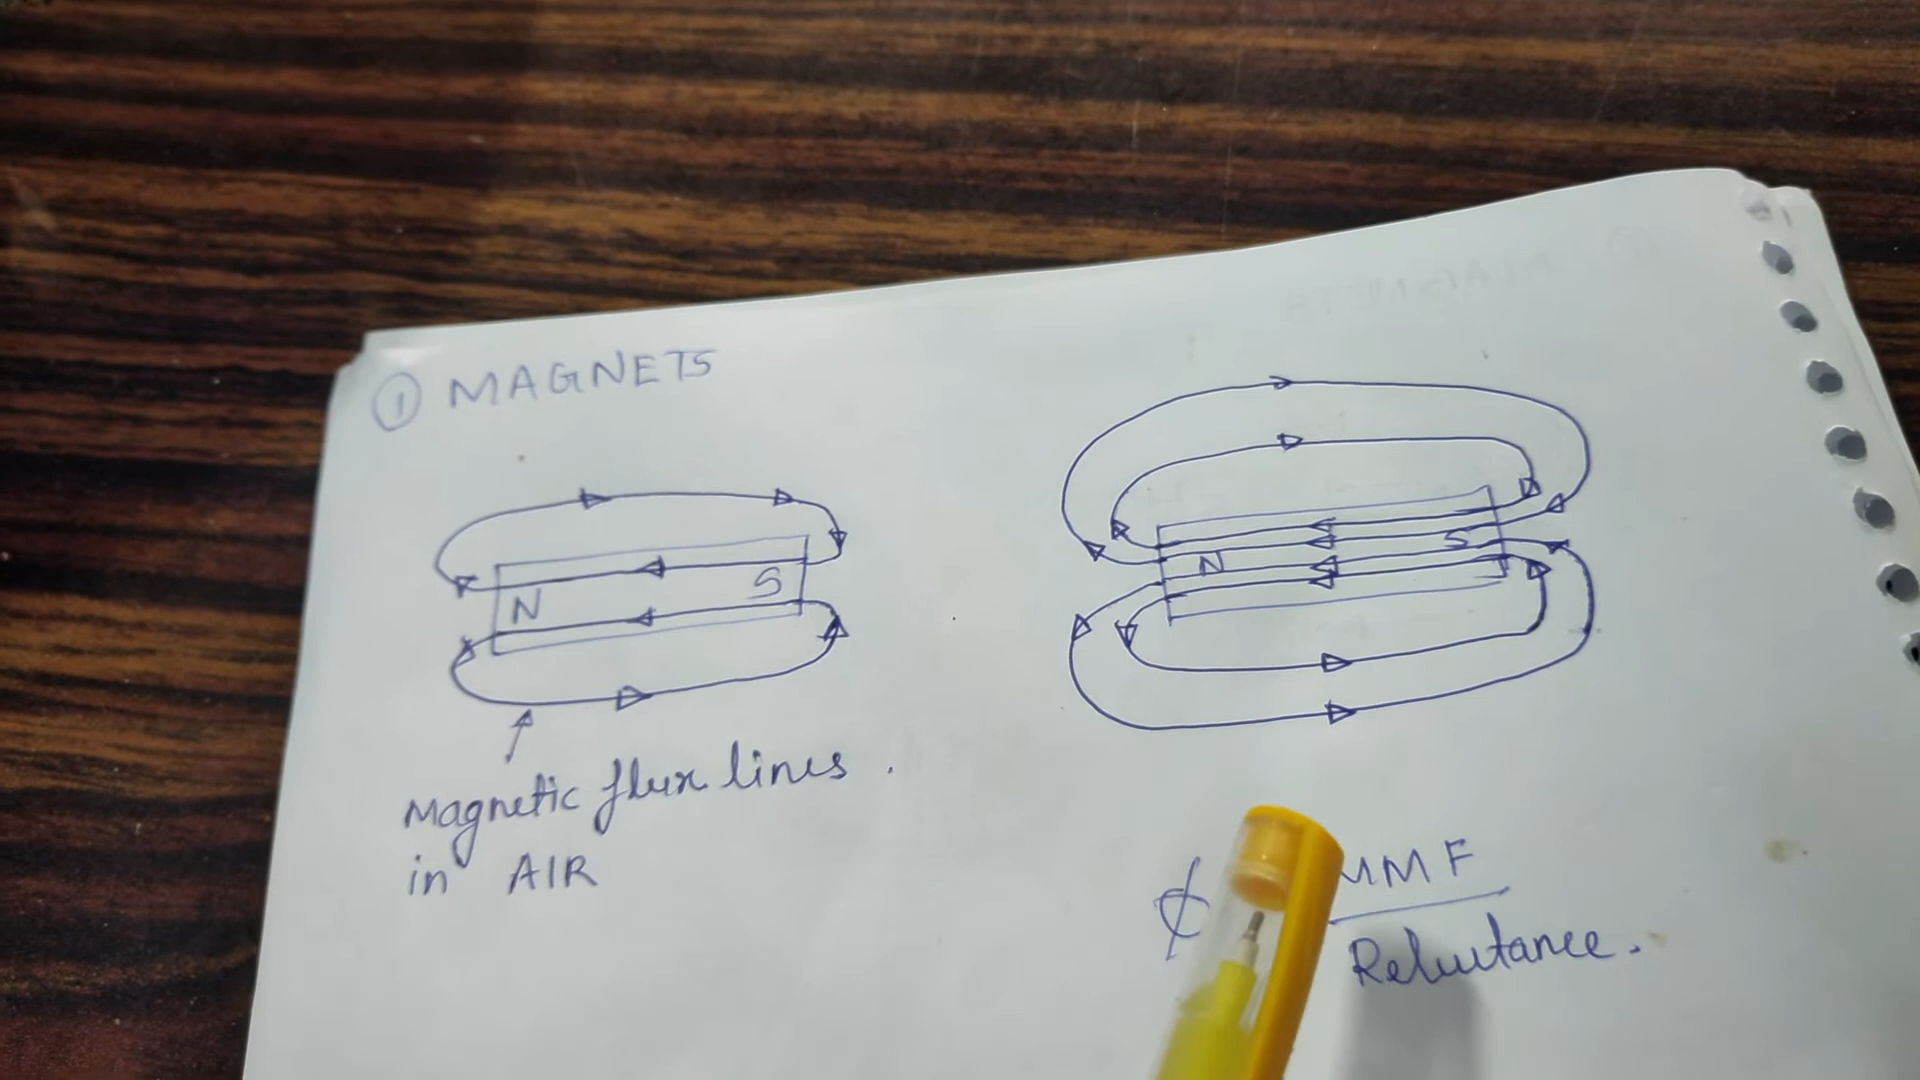 ① MAGNETS
N S
Magnetic flux lines.
in AIR
N S
ϕ MMF
Reluctance.